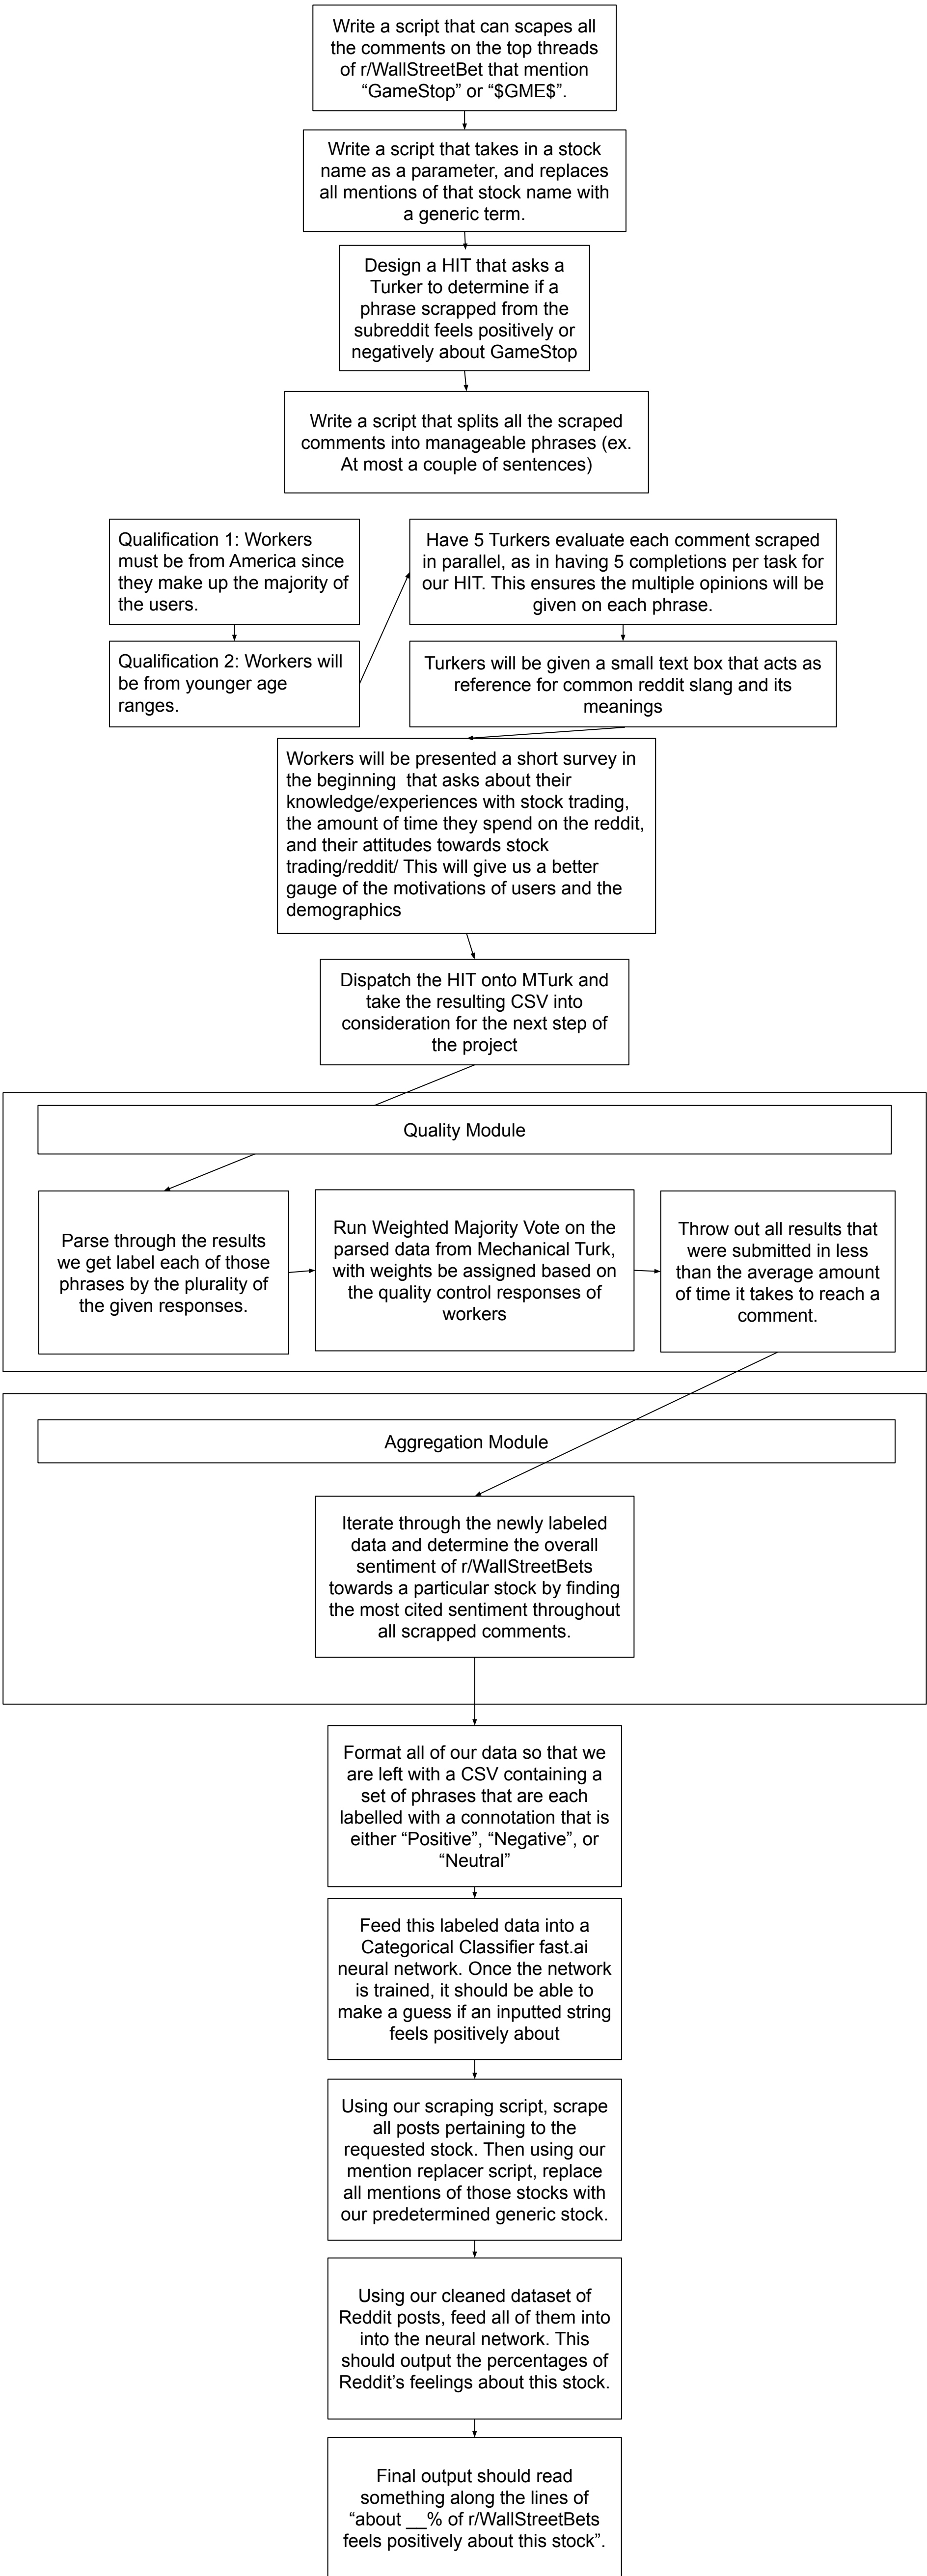 Write a script that can scapes all
the comments on the top threads
of r/WallStreetBet that mention
“GameStop” or “$GME$”.
Write a script that takes in a stock
name as a parameter, and replaces
all mentions of that stock name with
a generic term.
Design a HIT that asks a
Turker to determine if a
phrase scrapped from the
subreddit feels positively or
negatively about GameStop
Write a script that splits all the scraped
comments into manageable phrases (ex.
At most a couple of sentences)
Qualification 1: Workers
must be from America since
they make up the majority of
the users.
Qualification 2: Workers will
be from younger age
ranges.
Have 5 Turkers evaluate each comment scraped
in parallel, as in having 5 completions per task for
our HIT. This ensures the multiple opinions will be
given on each phrase.
Turkers will be given a small text box that acts as
reference for common reddit slang and its
meanings
Workers will be presented a short survey in
the beginning  that asks about their
knowledge/experiences with stock trading,
the amount of time they spend on the reddit,
and their attitudes towards stock
trading/reddit/ This will give us a better
gauge of the motivations of users and the
demographics
Dispatch the HIT onto MTurk and
take the resulting CSV into
consideration for the next step of
the project
Quality Module
Parse through the results
we get label each of those
phrases by the plurality of
the given responses.
Run Weighted Majority Vote on the
parsed data from Mechanical Turk,
with weights be assigned based on
the quality control responses of
workers
Throw out all results that
were submitted in less
than the average amount
of time it takes to reach a
comment.
Aggregation Module
Iterate through the newly labeled
data and determine the overall
sentiment of r/WallStreetBets
towards a particular stock by finding
the most cited sentiment throughout
all scrapped comments.
Format all of our data so that we
are left with a CSV containing a
set of phrases that are each
labelled with a connotation that is
either “Positive”, “Negative”, or
“Neutral”
Feed this labeled data into a
Categorical Classifier fast.ai
neural network. Once the network
is trained, it should be able to
make a guess if an inputted string
feels positively about
Using our scraping script, scrape
all posts pertaining to the
requested stock. Then using our
mention replacer script, replace
all mentions of those stocks with
our predetermined generic stock.
Using our cleaned dataset of
Reddit posts, feed all of them into
into the neural network. This
should output the percentages of
Reddit’s feelings about this stock.
Final output should read
something along the lines of
“about __% of r/WallStreetBets
feels positively about this stock”.